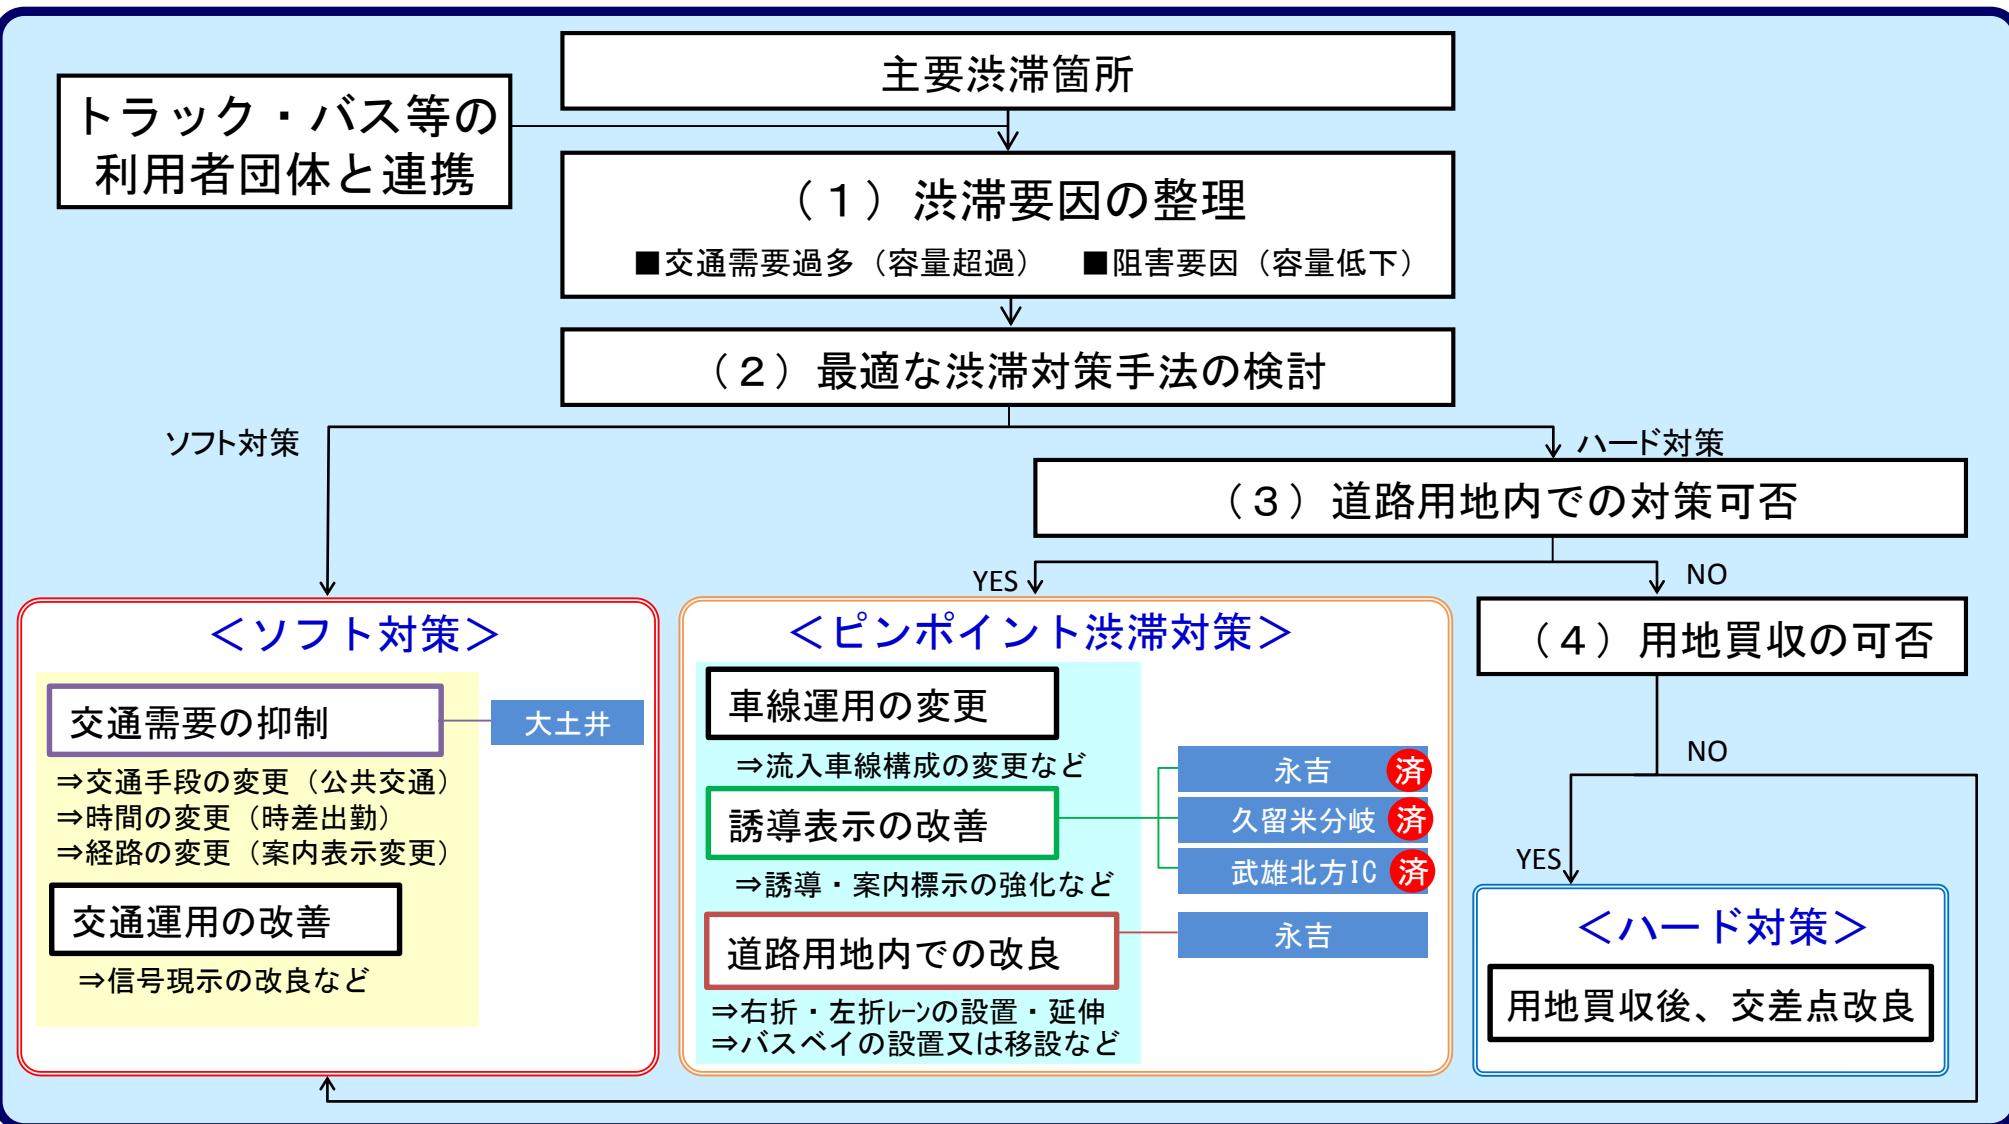 主要渋滞箇所
トラック・バス等の
利用者団体と連携
（１）渋滞要因の整理
■交通需要過多（容量超過）　■阻害要因（容量低下）
（２）最適な渋滞対策手法の検討
ソフト対策
ハード対策
（３）道路用地内での対策可否
YES
NO
＜ソフト対策＞
交通需要の抑制
大土井
⇒交通手段の変更（公共交通）
⇒時間の変更（時差出勤）
⇒経路の変更（案内表示変更）
交通運用の改善
⇒信号現示の改良など
＜ピンポイント渋滞対策＞
車線運用の変更
⇒流入車線構成の変更など
誘導表示の改善
⇒誘導・案内標示の強化など
永吉 済
久留米分岐 済
武雄北方IC 済
道路用地内での改良
永吉
⇒右折・左折ﾚｰﾝの設置・延伸
⇒バスベイの設置又は移設など
（４）用地買収の可否
NO
YES
＜ハード対策＞
用地買収後、交差点改良